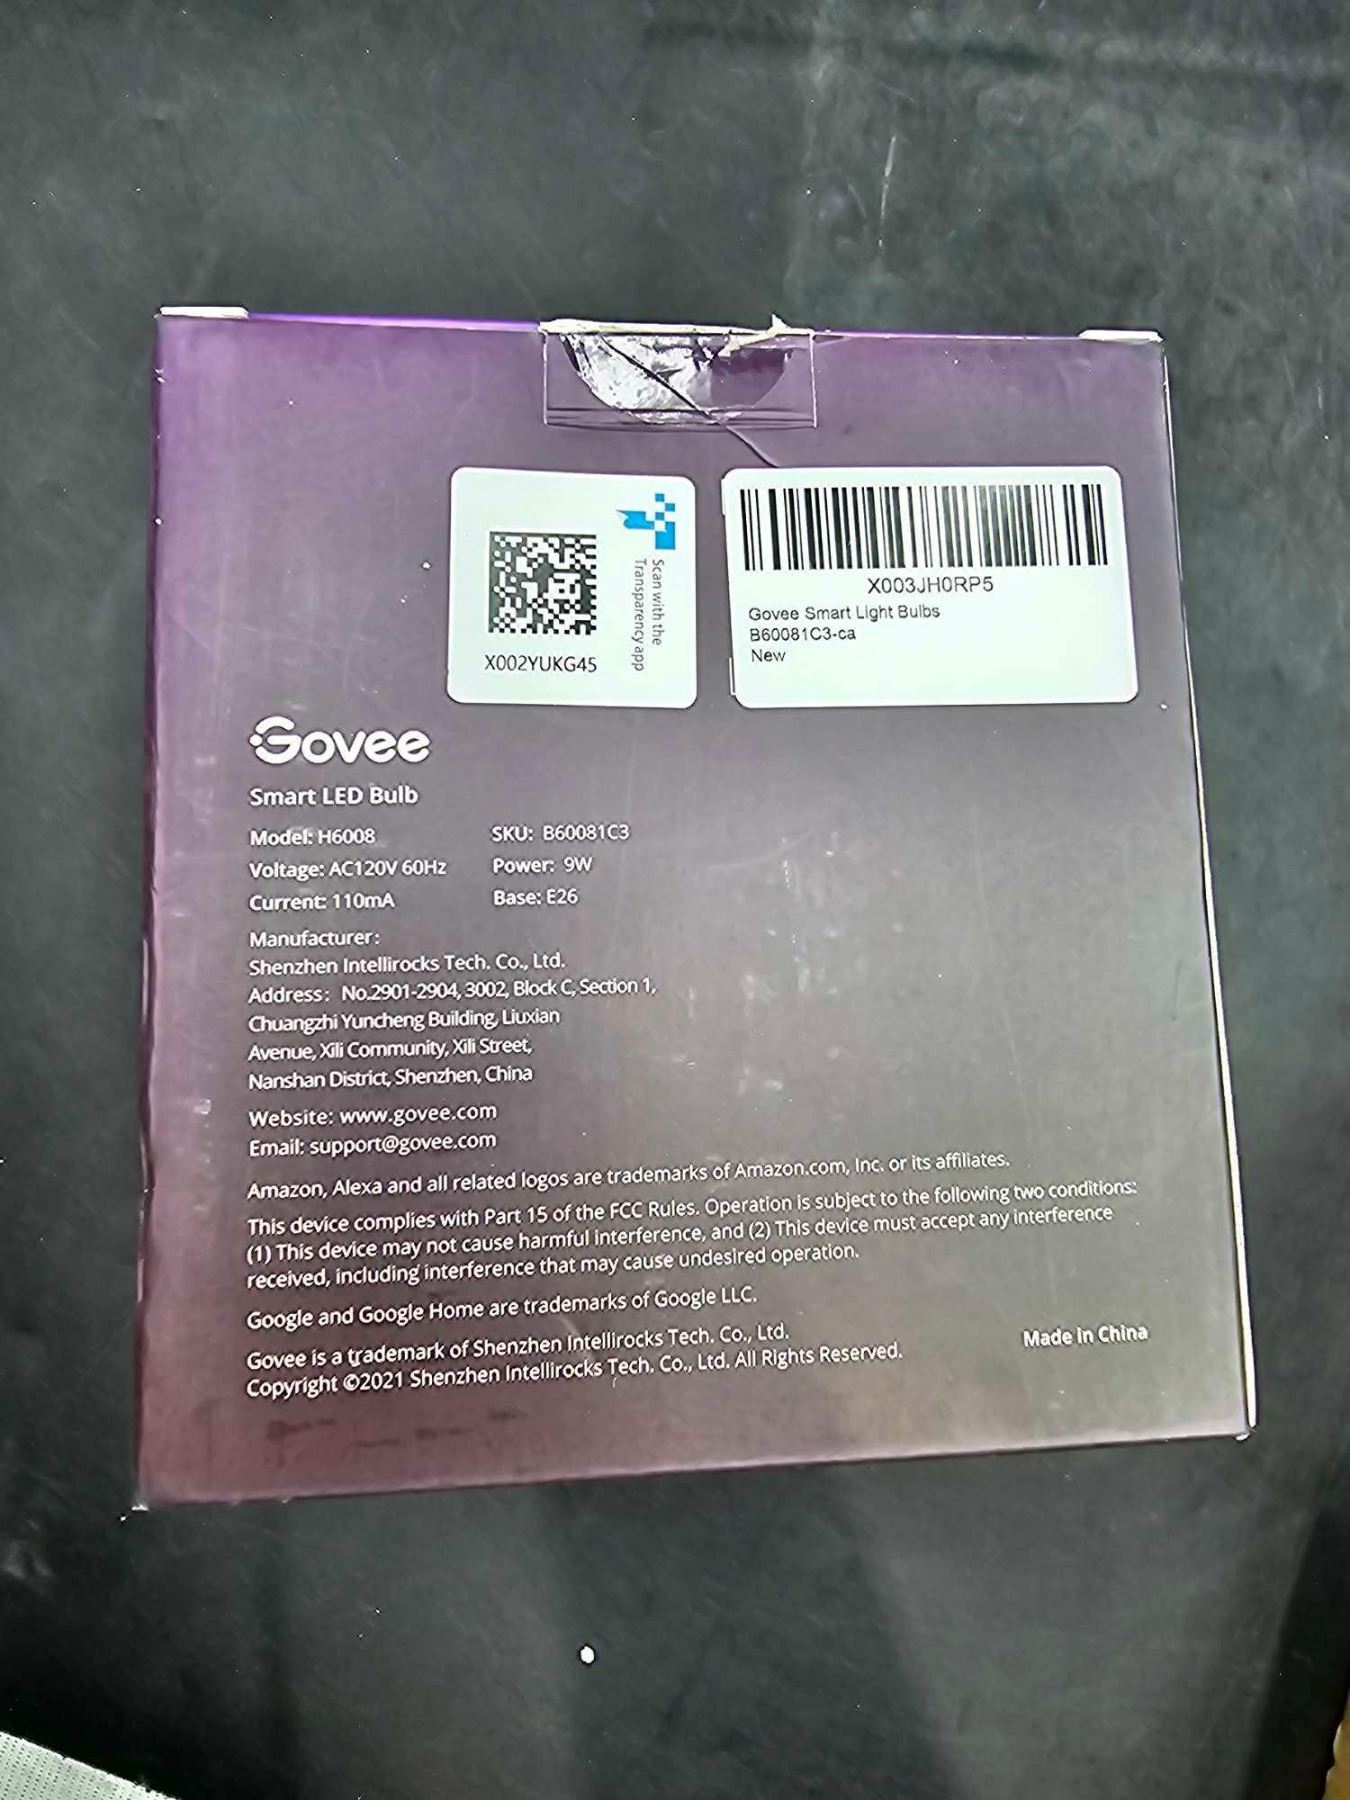 Scan with the
Transparency app
X002YUKG45
X003JH0RP5
Govee Smart Light Bulbs
B60081C3-ca
New
Govee
Smart LED Bulb
Model: H6008 SKU: B60081C3
Voltage: AC120V 60Hz Power: 9W
Current: 110mA Base: E26
Manufacturer:
Shenzhen Intellirocks Tech. Co., Ltd.
Address: No.2901-2904, 3002, Block C, Section 1,
Chuangzhi Yuncheng Building, Liuxian
Avenue, Xili Community, Xili Street,
Nanshan District, Shenzhen, China
Website: www.govee.com
Email: support@govee.com
Amazon, Alexa and all related logos are trademarks of Amazon.com, Inc. or its affiliates.
This device complies with Part 15 of the FCC Rules. Operation is subject to the following two conditions:
(1) This device may not cause harmful interference, and (2) This device must accept any interference
received, including interference that may cause undesired operation.
Google and Google Home are trademarks of Google LLC.
Govee is a trademark of Shenzhen Intellirocks Tech. Co., Ltd.
Copyright ©2021 Shenzhen Intellirocks Tech. Co., Ltd. All Rights Reserved.
Made in China